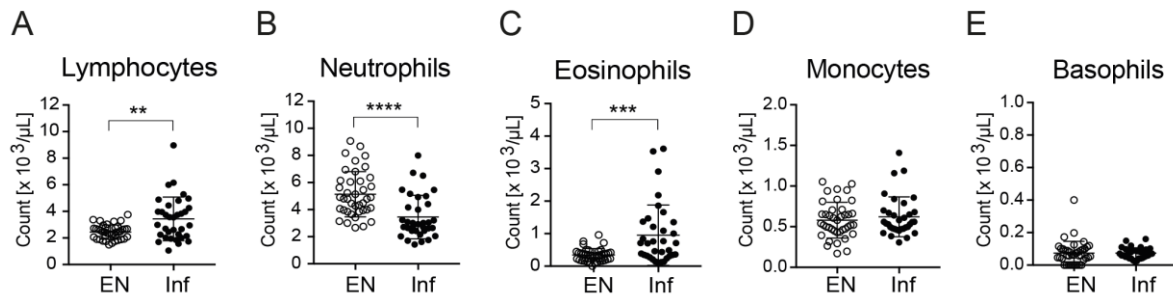 A
Lymphocytes
Count [x 10³/µL]
12
10
8
6
4
2
0
**
EN Inf
B
Neutrophils
Count [x 10³/µL]
12
10
8
6
4
2
0
****
EN Inf
C
Eosinophils
Count [x 10³/µL]
5
4
3
2
1
0
***
EN Inf
D
Monocytes
Count [x 10³/µL]
2.0
1.5
1.0
0.5
0.0
EN Inf
E
Basophils
Count [x 10³/µL]
1.0
0.8
0.6
0.4
0.2
0.0
EN Inf